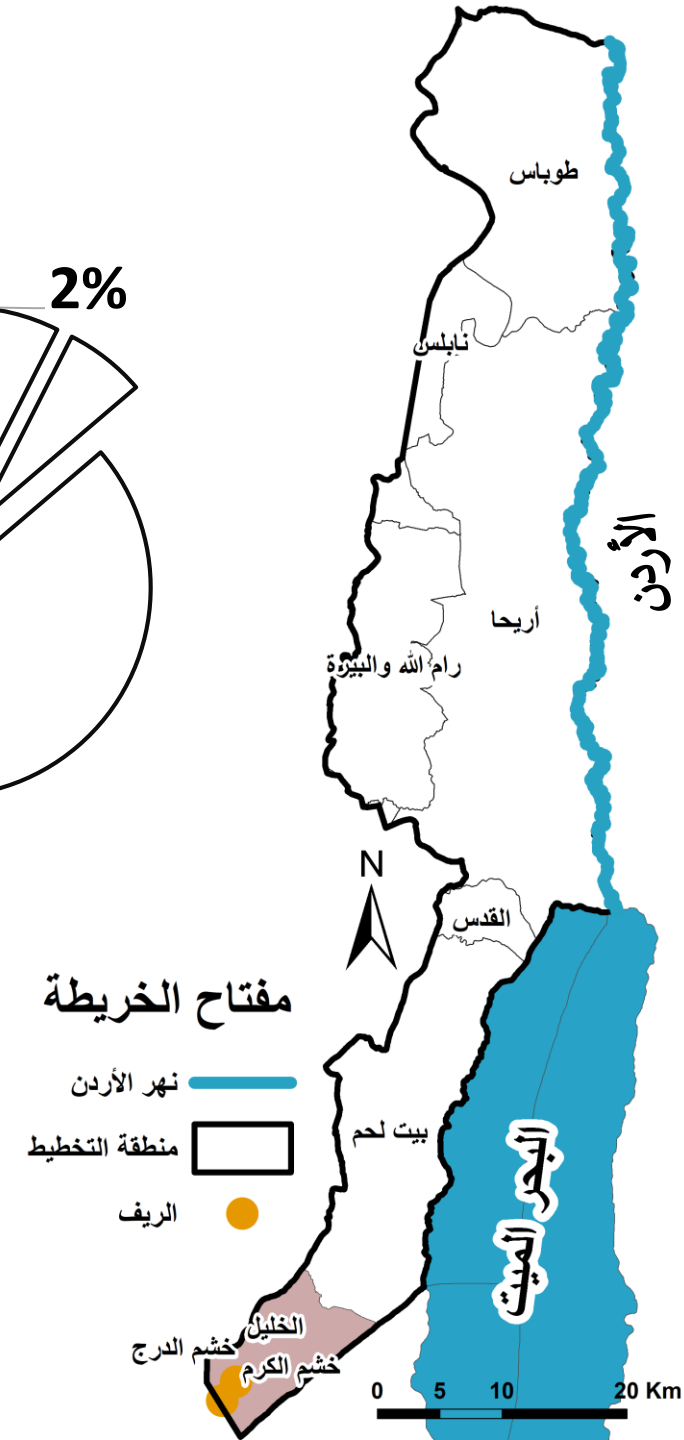 طوباس
2%
نابلس
الأردن
أريحا
رام الله والبيرة
N
القدس
مفتاح الخريطة
نهر الأردن
بيت لحم
منطقة التخطيط
البحر الميت
الريف
الخليل
خشم الدرج
خشم الكرم
0 5 10 20 Km